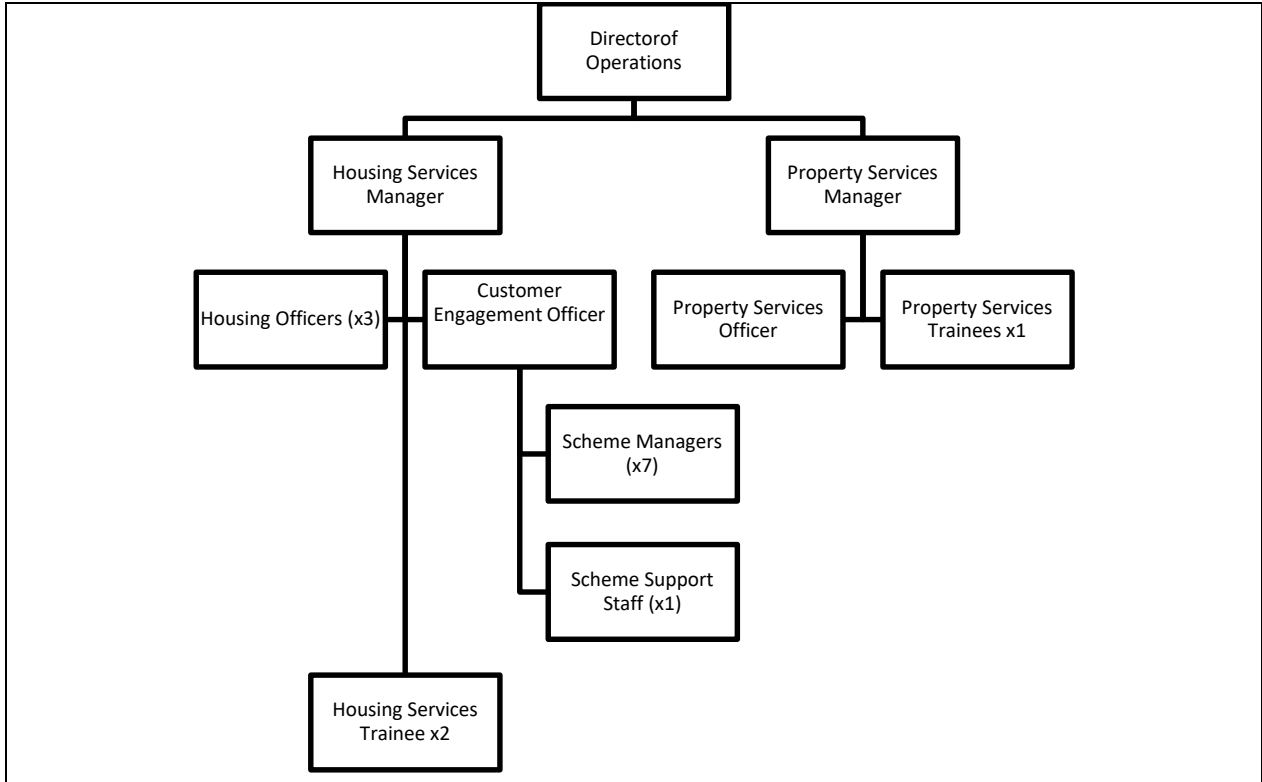 Directorof
Operations
Housing Services
Manager
Property Services
Manager
Housing Officers (x3)
Customer
Engagement Officer
Property Services
Officer
Property Services
Trainees x1
Scheme Managers
(x7)
Scheme Support
Staff (x1)
Housing Services
Trainee x2